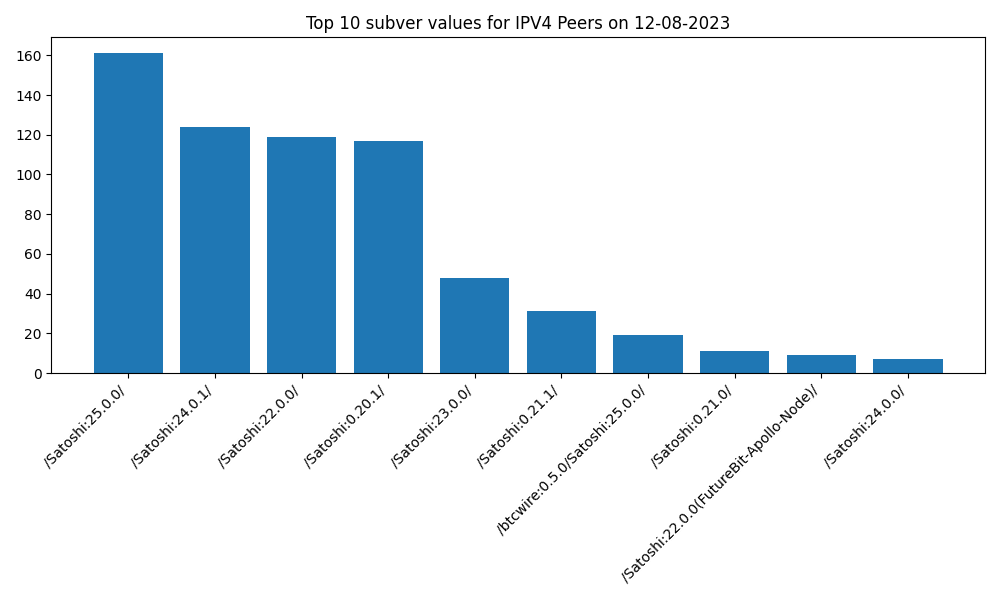 Top 10 subver values for IPV4 Peers on 12-08-2023
160
140
120
100
80
60
40
20
0
/Satoshi:25.0.0/
/Satoshi:24.0.1/
/Satoshi:22.0.0/
/Satoshi:0.20.1/
/Satoshi:23.0.0/
/Satoshi:0.21.1/
/btcwire:0.5.0/Satoshi:25.0.0/
/Satoshi:0.21.0/
/Satoshi:22.0.0(FutureBit-Apollo-Node)/
/Satoshi:24.0.0/